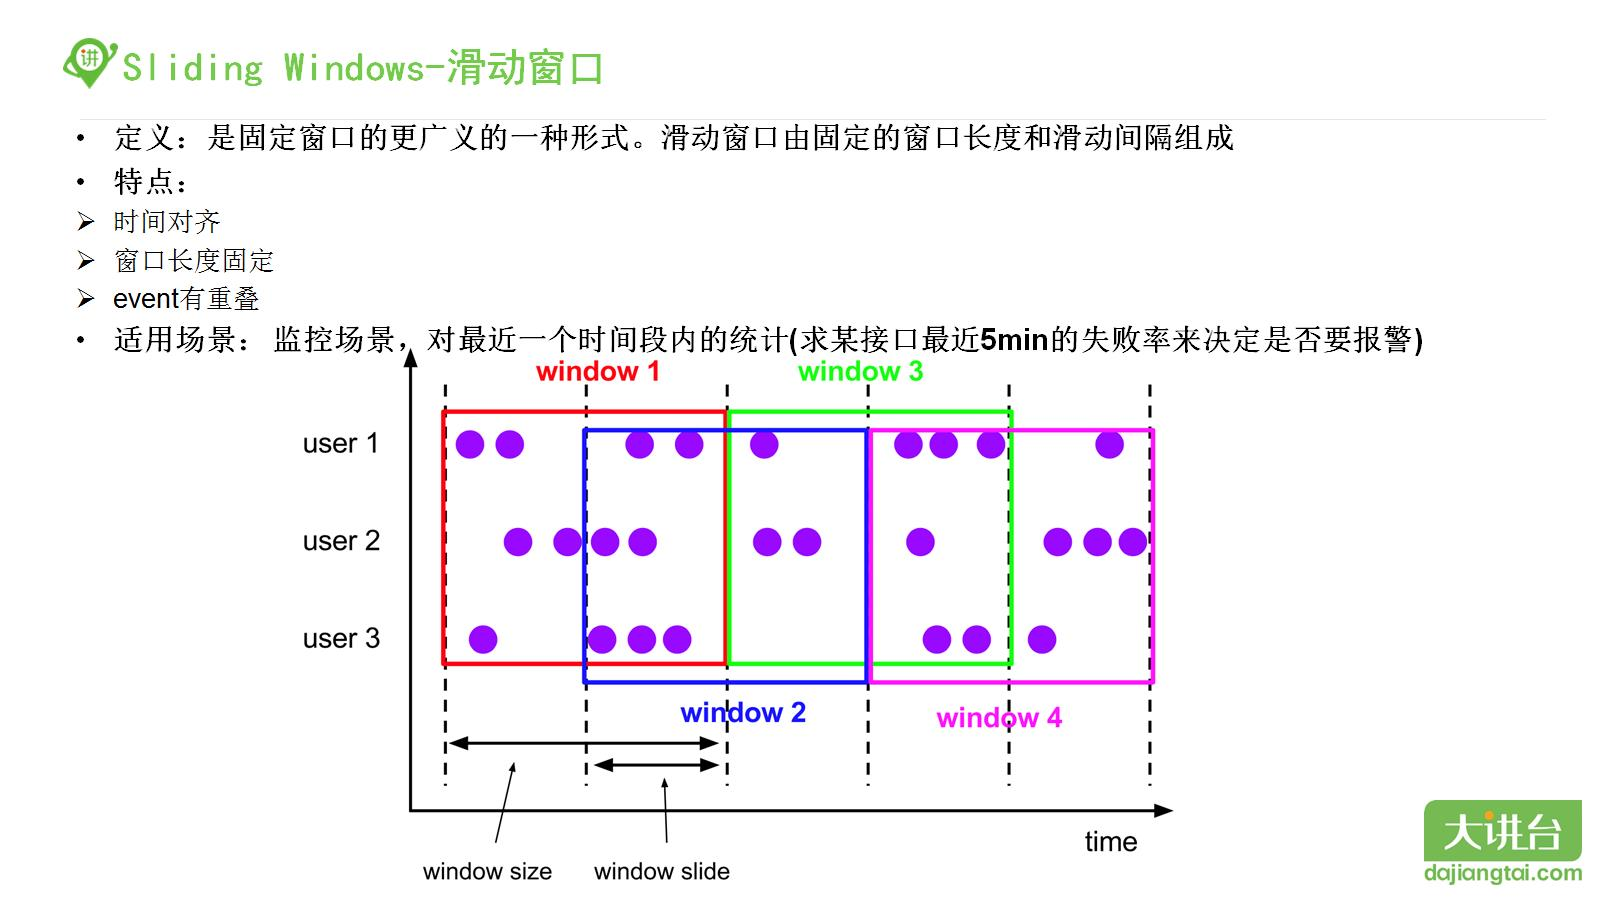 讲
Sliding Windows-滑动窗口
• 定义：是固定窗口的更广义的一种形式。滑动窗口由固定的窗口长度和滑动间隔组成
• 特点：
➢ 时间对齐
➢ 窗口长度固定
➢ event有重叠
• 适用场景：监控场景，对最近一个时间段内的统计(求某接口最近5min的失败率来决定是否要报警)
window 1
window 3
user 1
user 2
user 3
window 2
window 4
time
window size
window slide
大讲台
dajiangtai.com